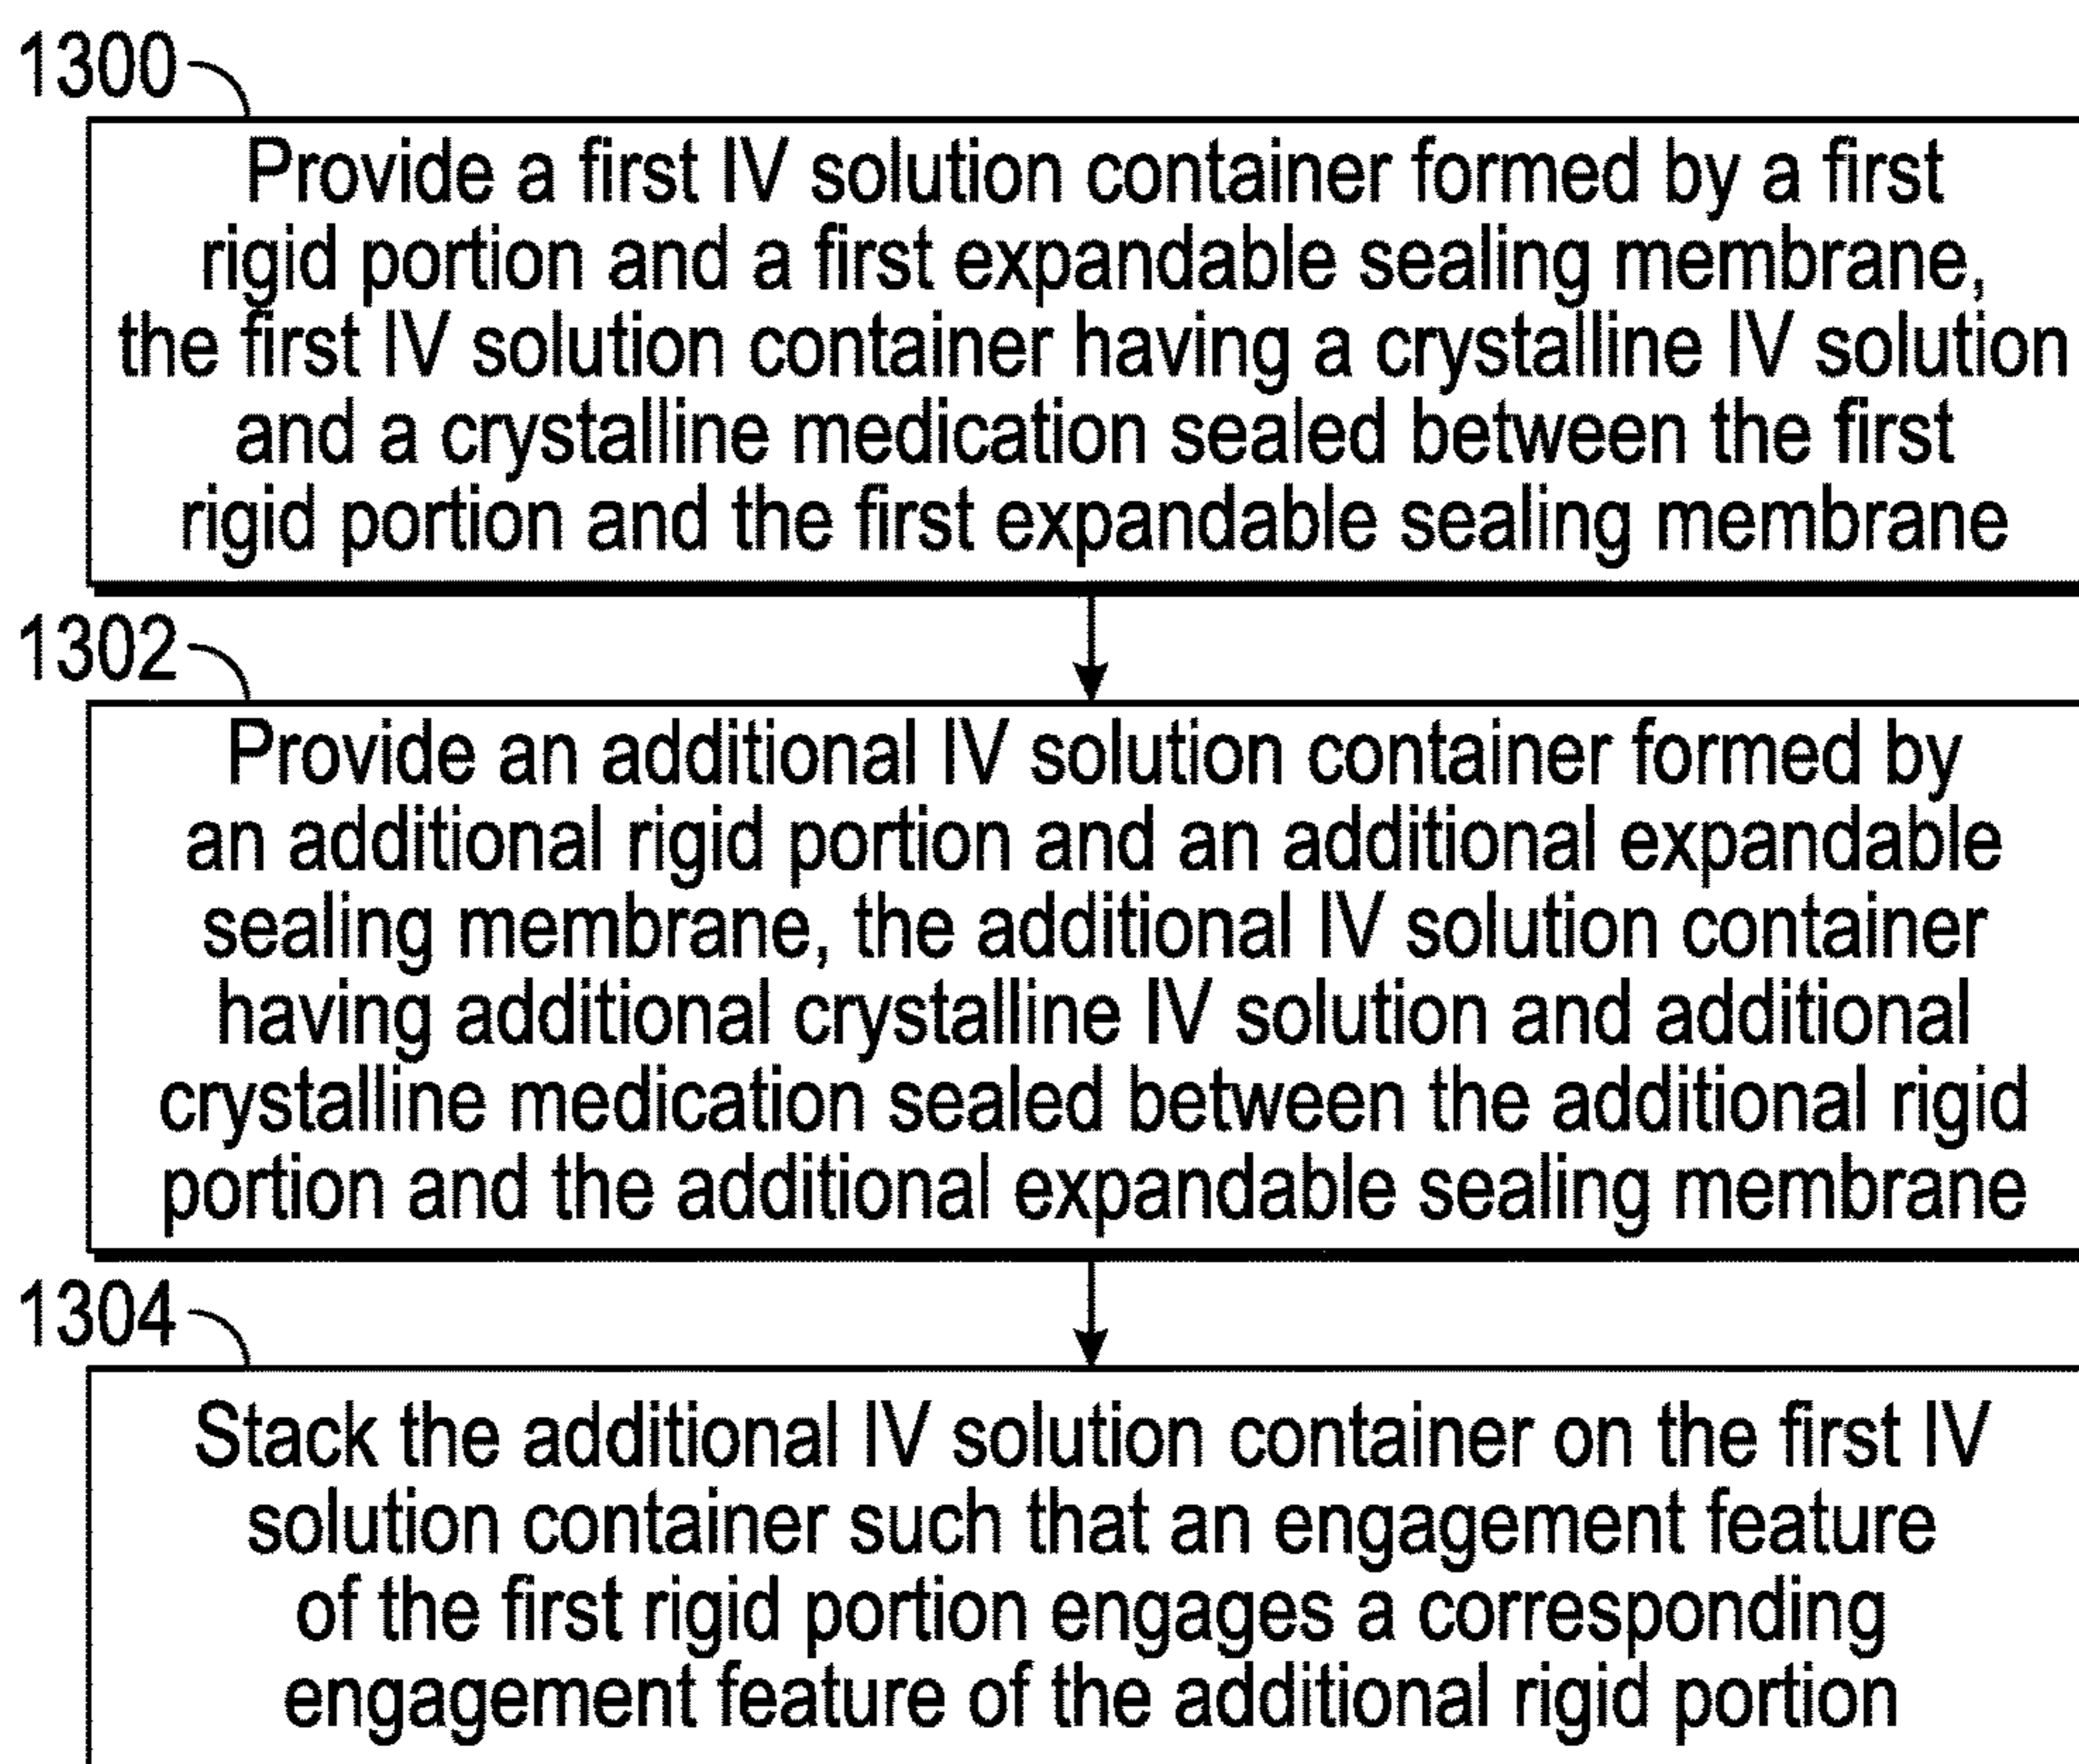 1300
Provide a first IV solution container formed by a first
rigid portion and a first expandable sealing membrane,
the first IV solution container having a crystalline IV solution
and a crystalline medication sealed between the first
rigid portion and the first expandable sealing membrane
1302
Provide an additional IV solution container formed by
an additional rigid portion and an additional expandable
sealing membrane, the additional IV solution container
having additional crystalline IV solution and additional
crystalline medication sealed between the additional rigid
portion and the additional expandable sealing membrane
1304
Stack the additional IV solution container on the first IV
solution container such that an engagement feature
of the first rigid portion engages a corresponding
engagement feature of the additional rigid portion